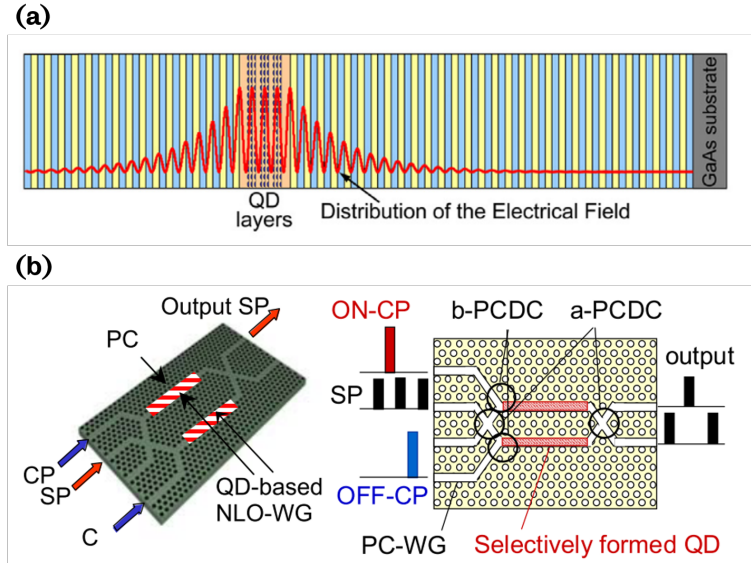 (a)
GaAs substrate
QD
layers
Distribution of the Electrical Field
(b)
Output SP
PC
CP
SP
C
QD-based
NLO-WG
ON-CP
b-PCDC
a-PCDC
SP
output
OFF-CP
PC-WG
Selectively formed QD